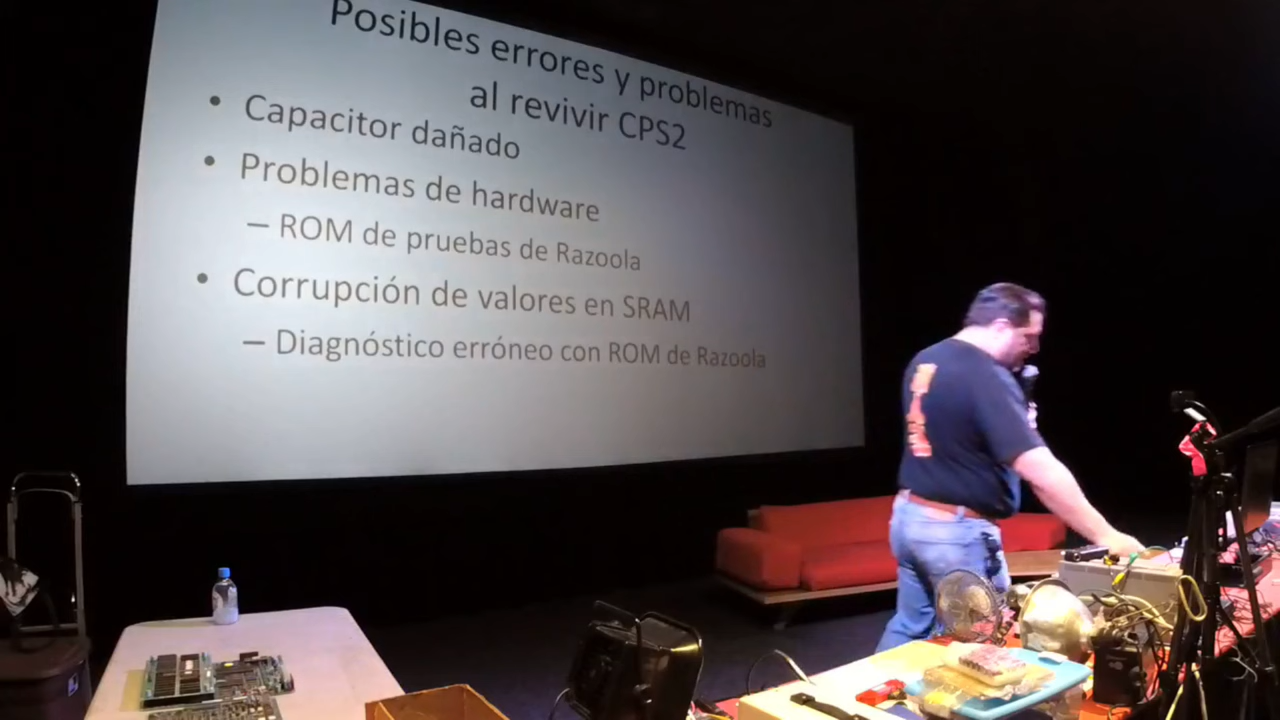 Posibles errores y problemas
al revivir CPS2
• Capacitor dañado
• Problemas de hardware
– ROM de pruebas de Razoola
• Corrupción de valores en SRAM
– Diagnóstico erróneo con ROM de Razoola